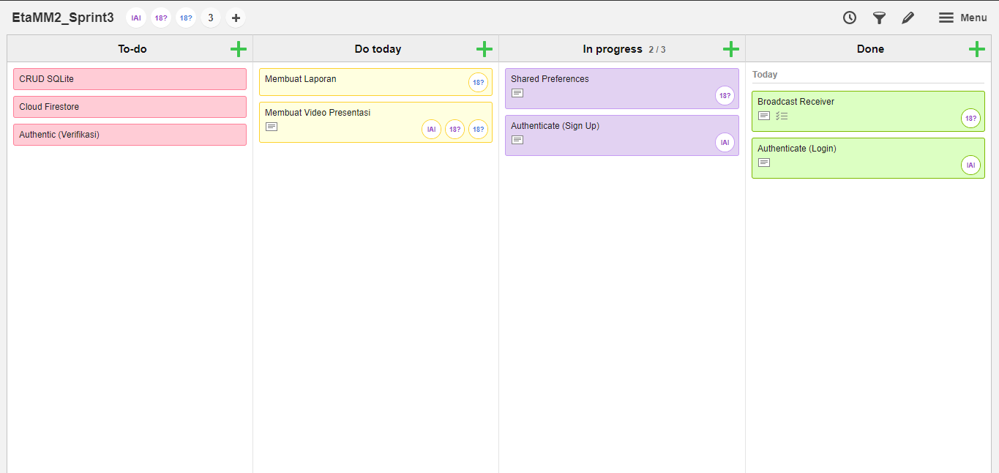 EtaMM2_Sprint3 IAI 18? 18? 3 Menu
To-do
CRUD SQLite
Cloud Firestore
Authentic (Verifikasi)
Do today
Membuat Laporan
18?
Membuat Video Presentasi
IAI 18? 18?
In progress 2 / 3
Shared Preferences
18?
Authenticate (Sign Up)
IAI
Done
Today
Broadcast Receiver
18?
Authenticate (Login)
IAI